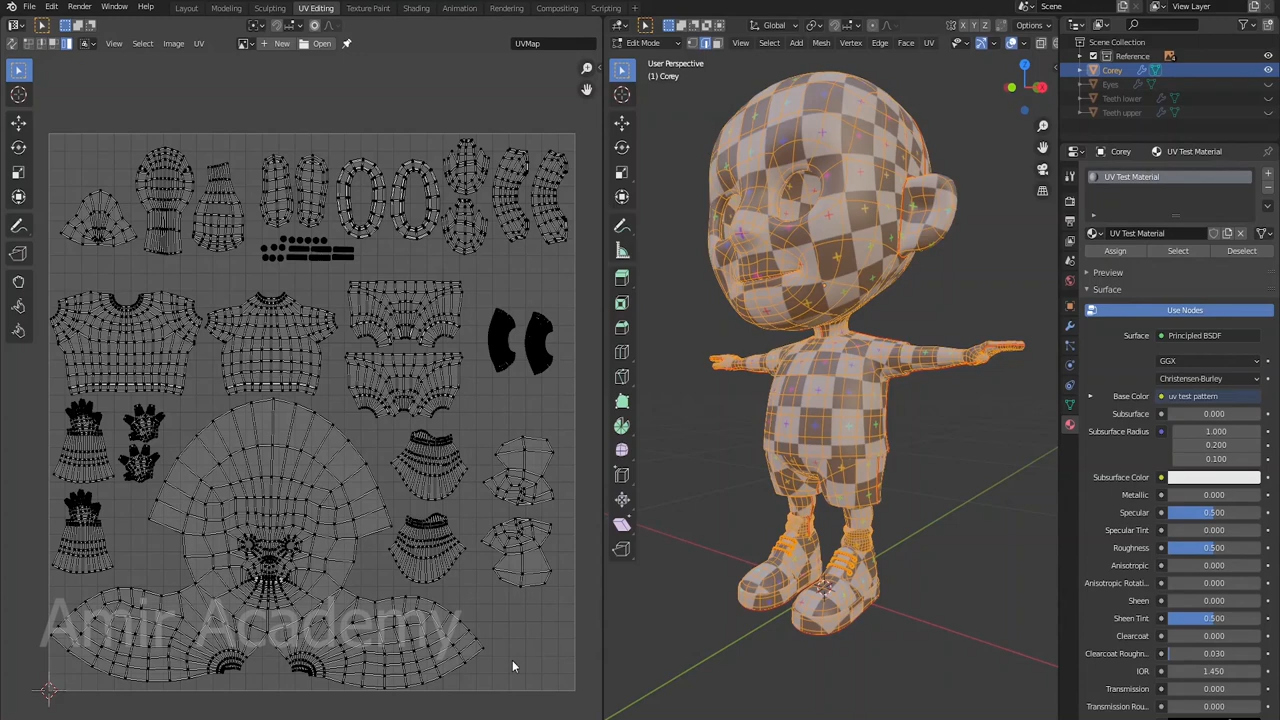 File Edit Render Window Help Layout Modeling Sculpting UV Editing Texture Paint Shading Animation Rendering Compositing Scripting Scene View Layer
Global Options
View Select Image UV New Open UVMap
Edit Mode View Select Add Mesh Vertex Edge Face UV
User Perspective
(1) Corey
Scene Collection
Reference
Corey
Eyes
Teeth lower
Teeth upper
Corey UV Test Material
UV Test Material
UV Test Material
Assign Select Deselect
Preview
Surface
Use Nodes
Surface Principled BSDF
GGX
Christensen-Burley
Base Color uv test pattern
Subsurface 0.000
Subsurface Radius 1.000
0.200
0.100
Subsurface Color
Metallic 0.000
Specular 0.500
Specular Tint 0.000
Roughness 0.500
Anisotropic 0.000
Anisotropic Rotati... 0.000
Sheen 0.000
Sheen Tint 0.500
Clearcoat 0.000
Clearcoat Roughn... 0.030
IOR 1.450
Transmission 0.000
Transmission Rou... 0.000
Amir Academy